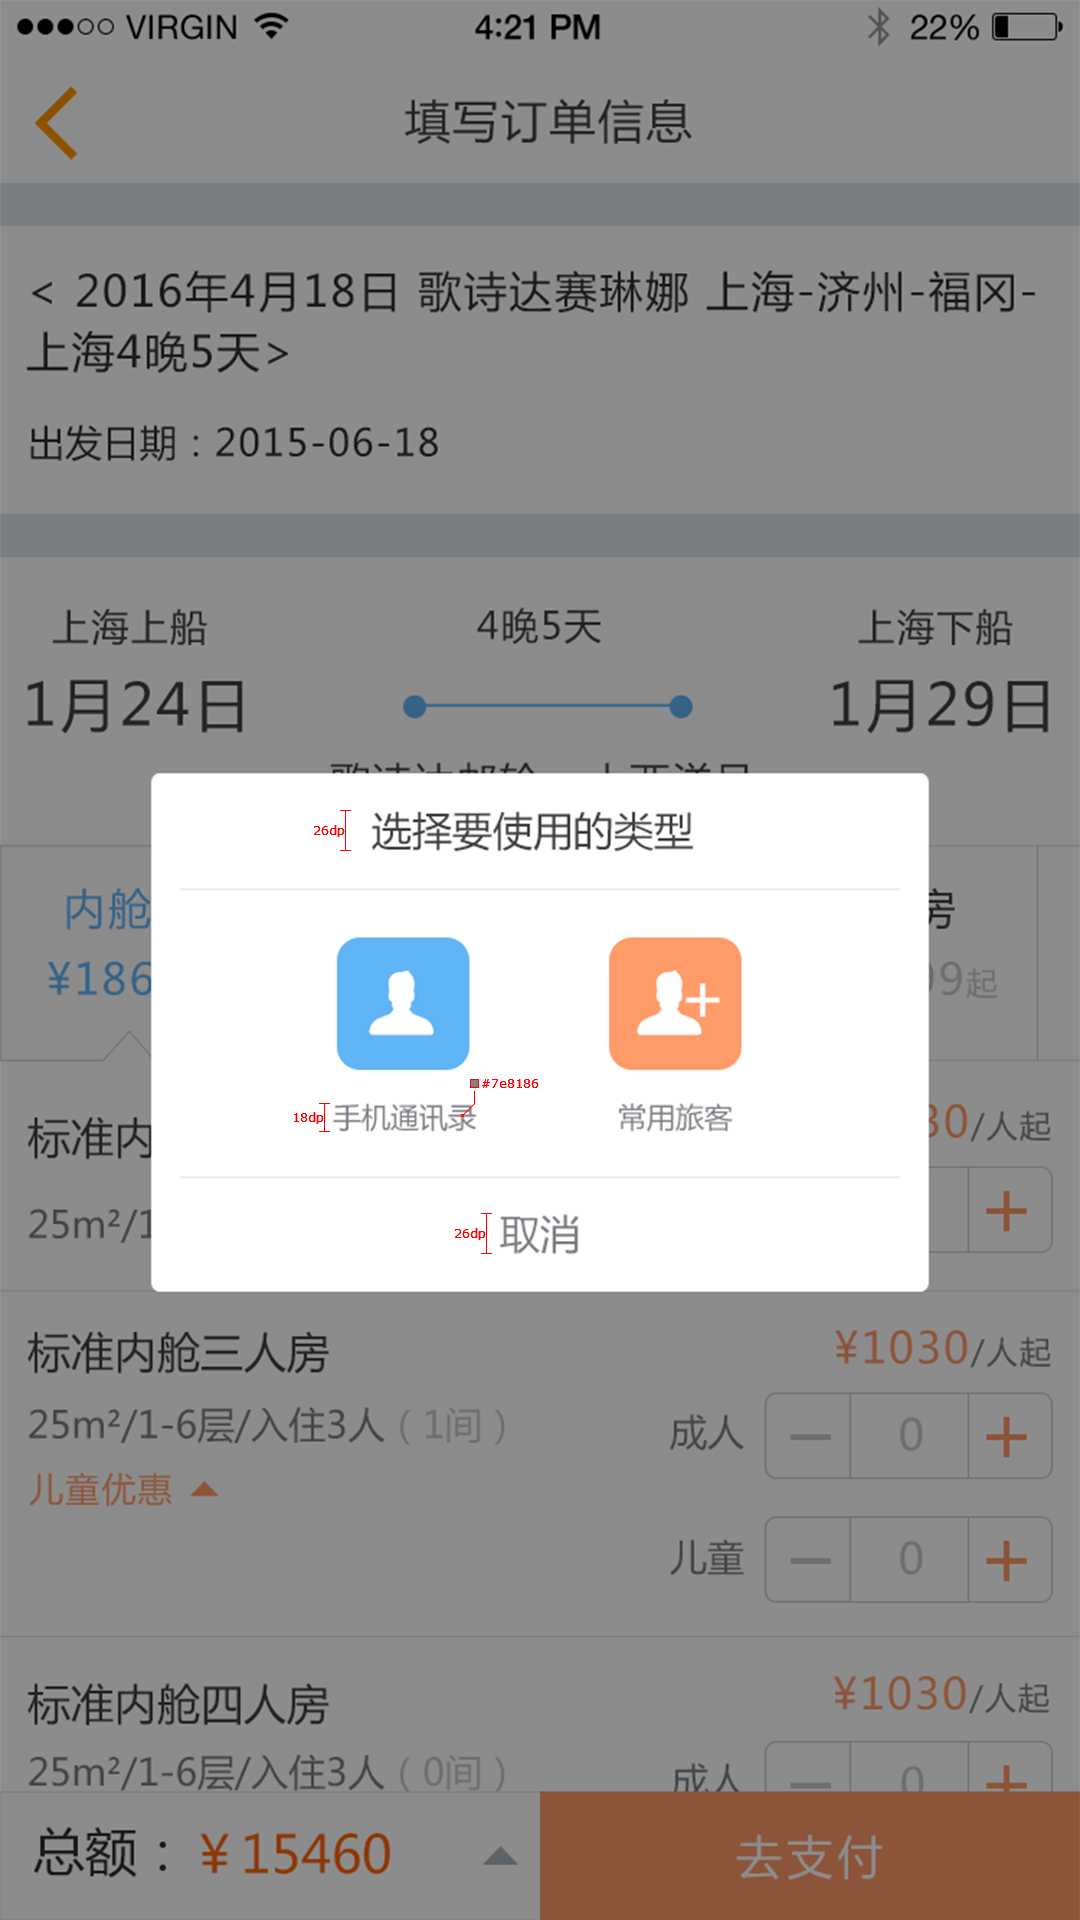 VIRGIN 4:21 PM 22%
填写订单信息
< 2016年4月18日 歌诗达赛琳娜 上海-济州-福冈-
上海4晚5天>
出发日期：2015-06-18
上海上船 4晚5天 上海下船
1月24日 1月29日
26dp 选择要使用的类型
内舱 房
¥186 99起
#7e8186
18dp 手机通讯录 常用旅客
标准内 30/人起
25m²/1
26dp 取消
标准内舱三人房 ¥1030/人起
25m²/1-6层/入住3人（1间） 成人 — 0 +
儿童优惠
儿童 — 0 +
标准内舱四人房 ¥1030/人起
25m²/1-6层/入住3人（0间） 成人 — 0 +
总额：¥15460 去支付